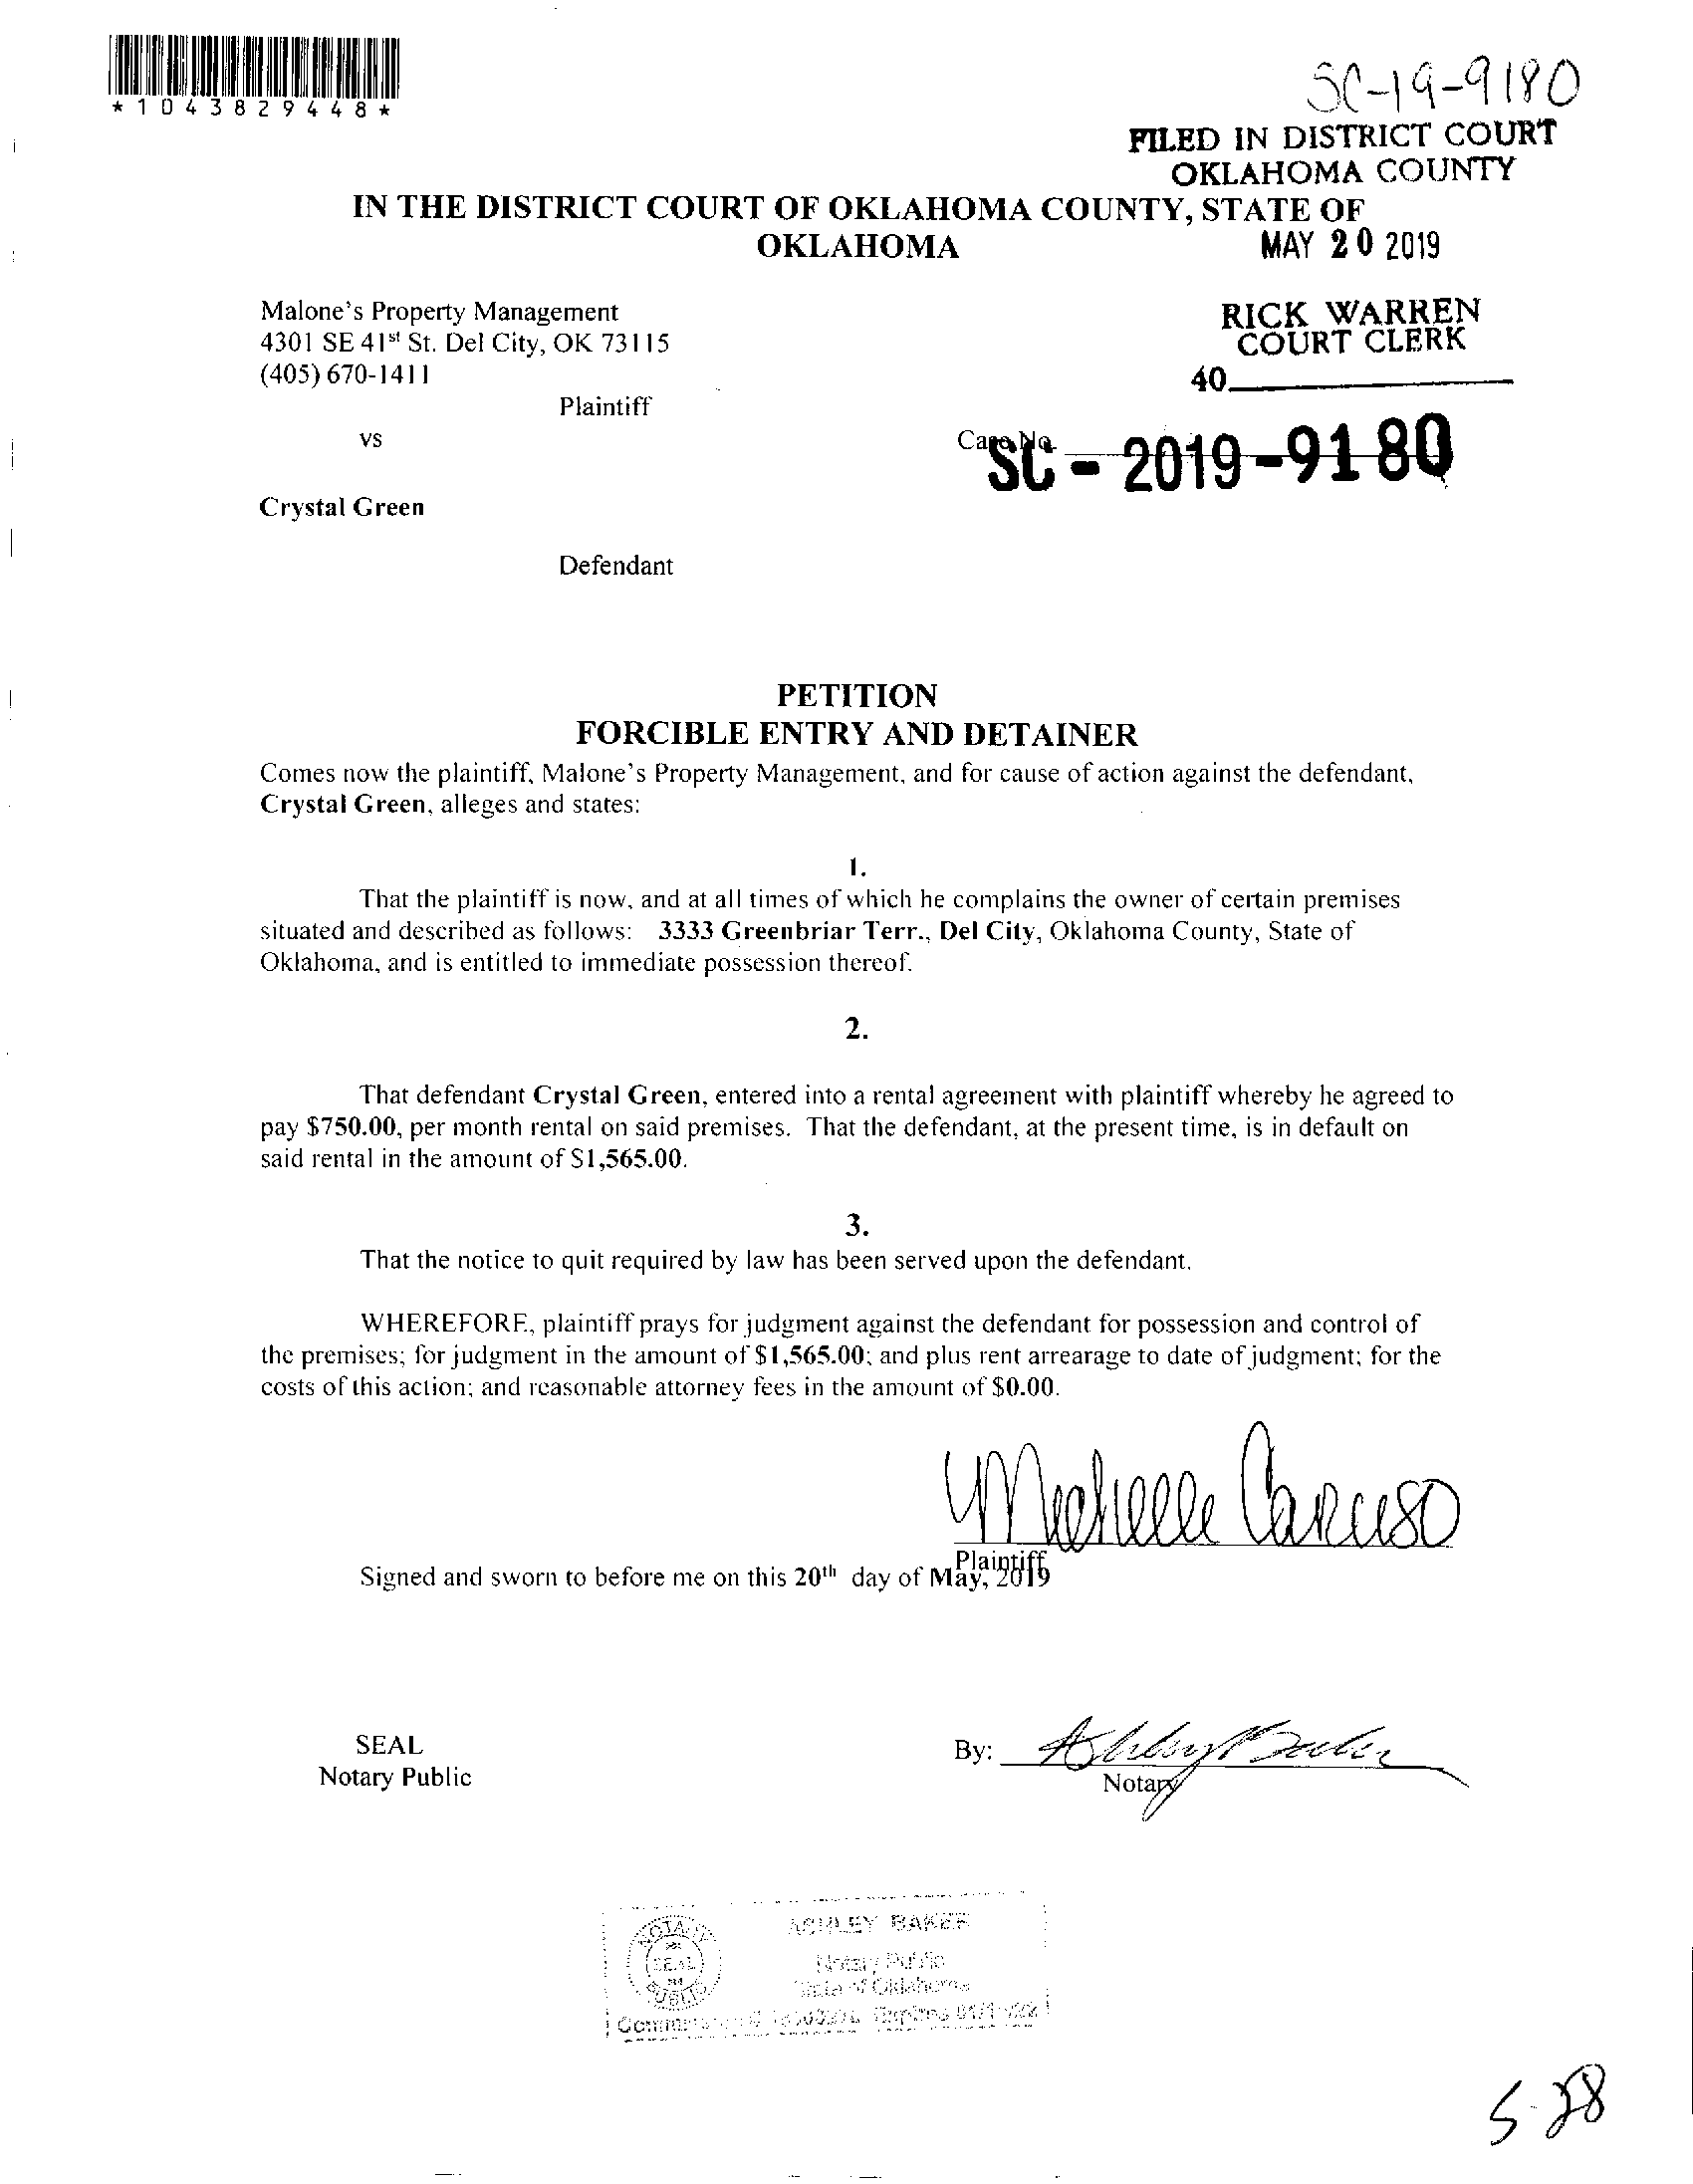 *1043829448*
SC-19-9180
FILED IN DISTRICT COURT
OKLAHOMA COUNTY
IN THE DISTRICT COURT OF OKLAHOMA COUNTY, STATE OF
OKLAHOMA
MAY 20 2019
Malone's Property Management
4301 SE 41st St. Del City, OK 73115
(405) 670-1411
RICK WARREN
COURT CLERK
40
Plaintiff
vs
Case No.
SC - 2019 - 9180
Crystal Green
Defendant
PETITION
FORCIBLE ENTRY AND DETAINER
Comes now the plaintiff, Malone's Property Management, and for cause of action against the defendant,
Crystal Green, alleges and states:
1.
That the plaintiff is now, and at all times of which he complains the owner of certain premises
situated and described as follows: 3333 Greenbriar Terr., Del City, Oklahoma County, State of
Oklahoma, and is entitled to immediate possession thereof.
2.
That defendant Crystal Green, entered into a rental agreement with plaintiff whereby he agreed to
pay $750.00, per month rental on said premises. That the defendant, at the present time, is in default on
said rental in the amount of $1,565.00.
3.
That the notice to quit required by law has been served upon the defendant.
WHEREFORE, plaintiff prays for judgment against the defendant for possession and control of
the premises; for judgment in the amount of $1,565.00; and plus rent arrearage to date of judgment; for the
costs of this action; and reasonable attorney fees in the amount of $0.00.
Michelle Caruso
Plaintiff
Signed and sworn to before me on this 20th day of May, 2019
SEAL
Notary Public
By: Ashley Baker
Notary
NOTARY
SEAL
PUBLIC
ASHLEY BAKER
Notary Public
State of Oklahoma
Expires
5-28